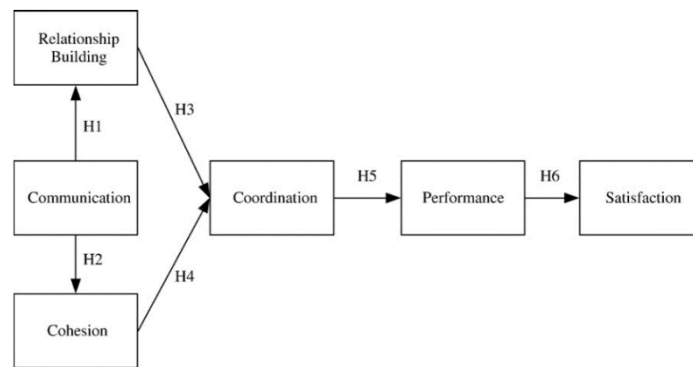 Relationship
Building
H1
H3
Communication
Coordination
H5
Performance
H6
Satisfaction
H2
H4
Cohesion